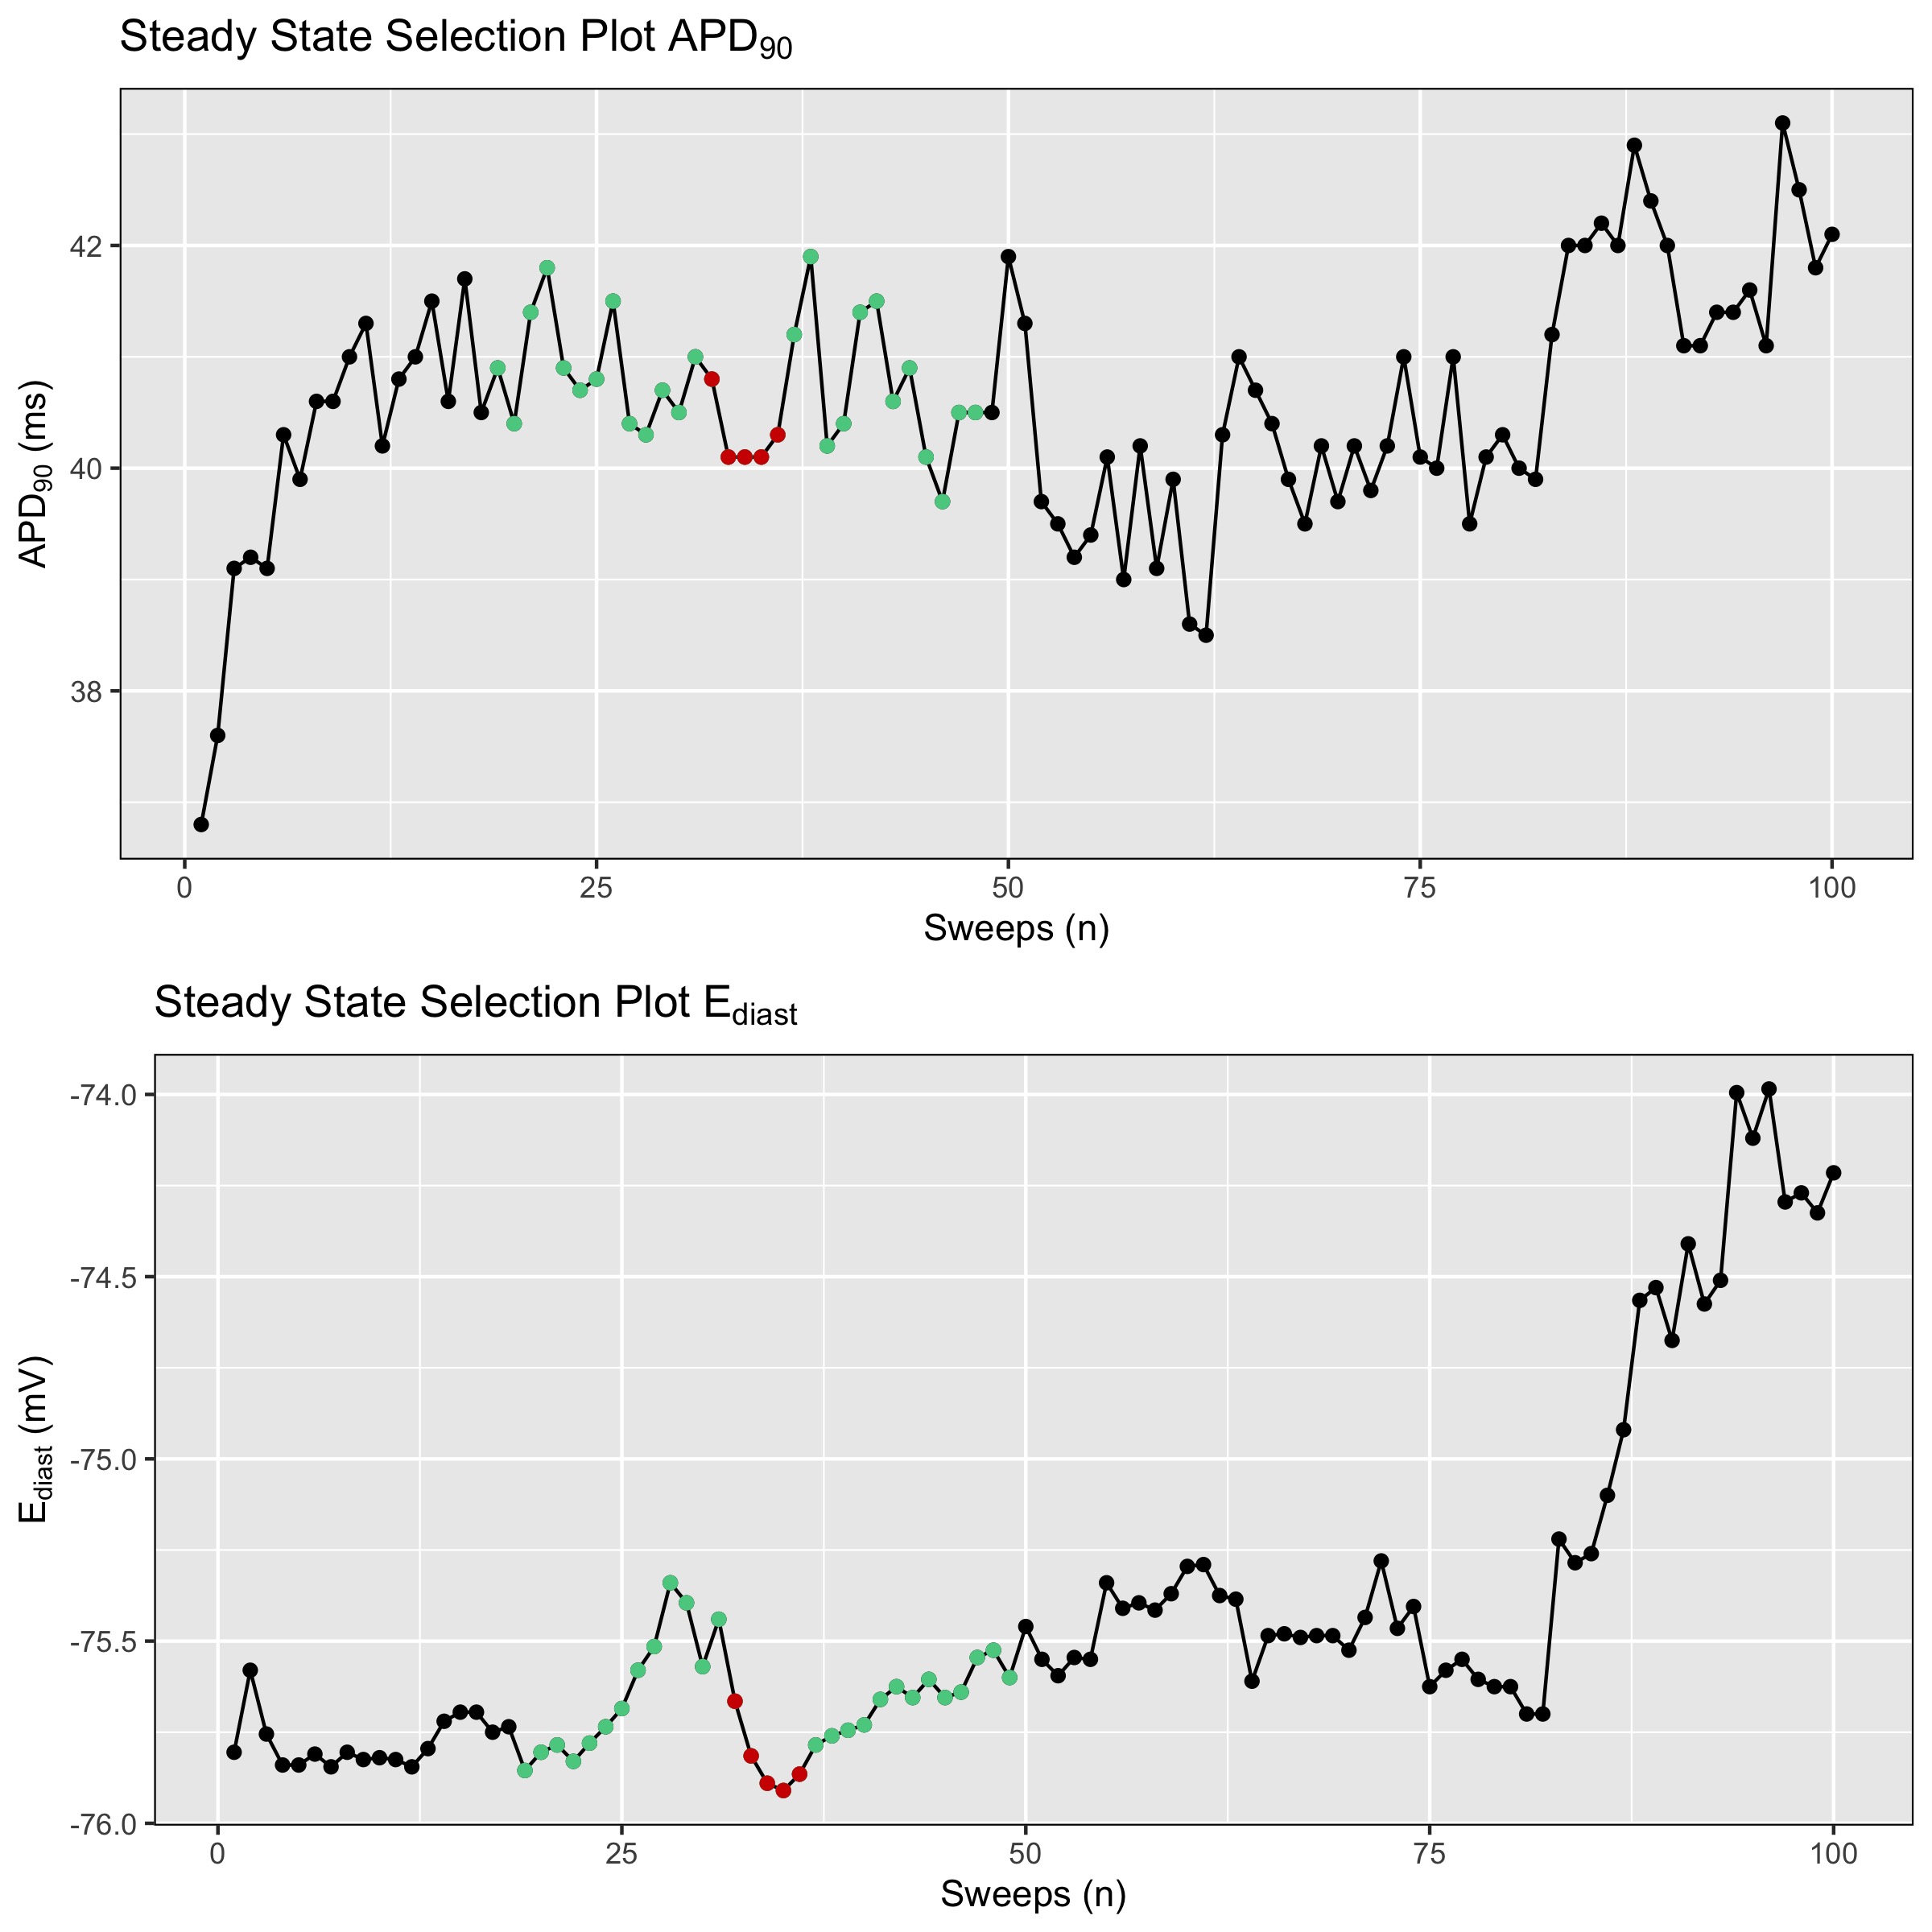 Steady State Selection Plot APD90
42
40
38
APD90 (ms)
0 25 50 75 100
Sweeps (n)
Steady State Selection Plot Ediast
-74.0
-74.5
-75.0
-75.5
-76.0
Ediast (mV)
0 25 50 75 100
Sweeps (n)